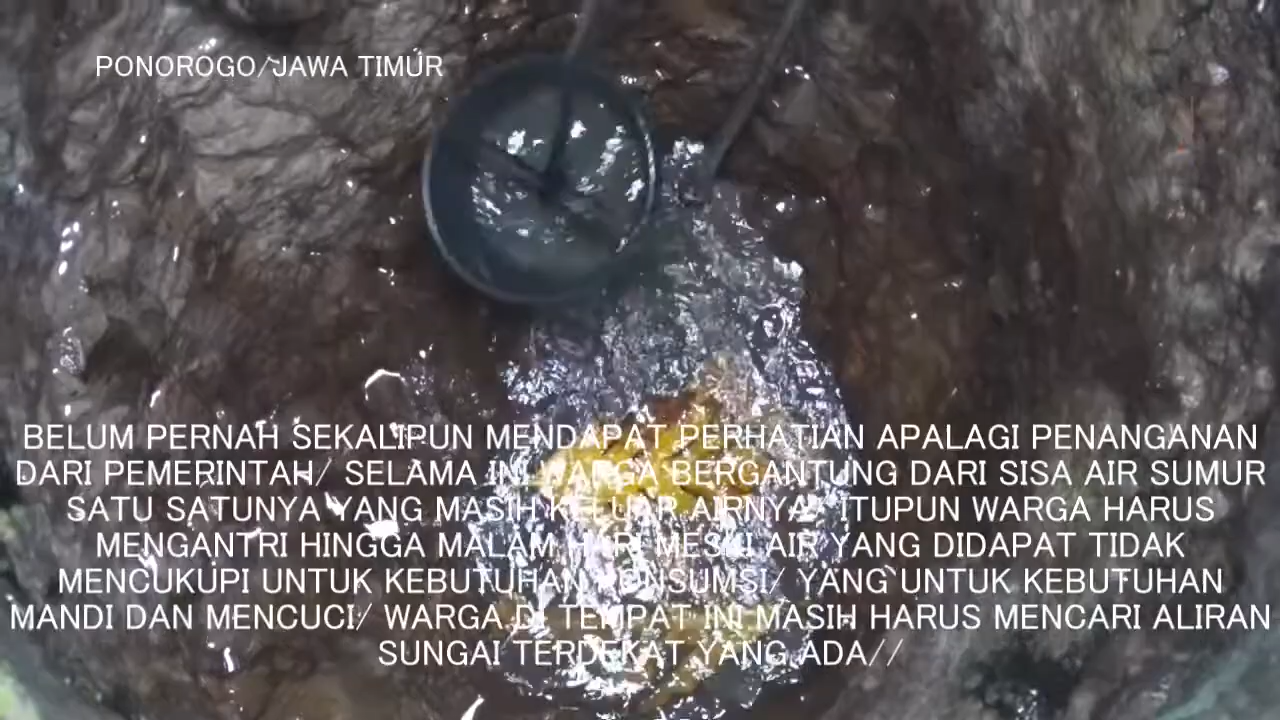 PONOROGO/JAWA TIMUR
BELUM PERNAH SEKALIPUN MENDAPAT PERHATIAN APALAGI PENANGANAN
DARI PEMERINTAH/ SELAMA INI WARGA BERGANTUNG DARI SISA AIR SUMUR
SATU SATUNYA YANG MASIH KELUAR AIRNYA/ ITUPUN WARGA HARUS
MENGANTRI HINGGA MALAM HARI MESKI AIR YANG DIDAPAT TIDAK
MENCUKUPI UNTUK KEBUTUHAN KONSUMSI/ YANG UNTUK KEBUTUHAN
MANDI DAN MENCUCI/ WARGA DI TEMPAT INI MASIH HARUS MENCARI ALIRAN
SUNGAI TERDEKAT YANG ADA//